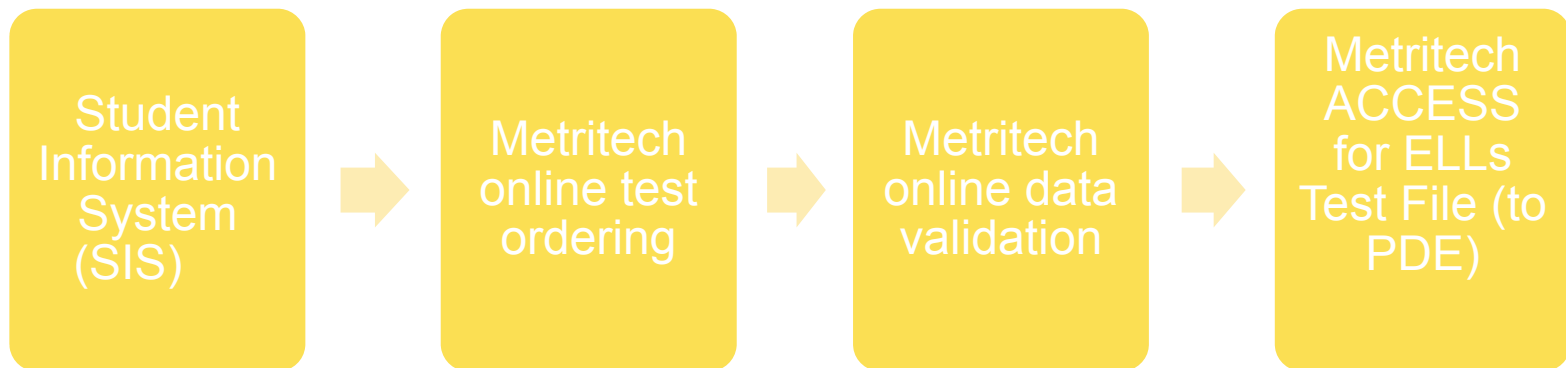 Student
Information
System
(SIS)
Metritech
online test
ordering
Metritech
online data
validation
Metritech
ACCESS
for ELLs
Test File (to
PDE)